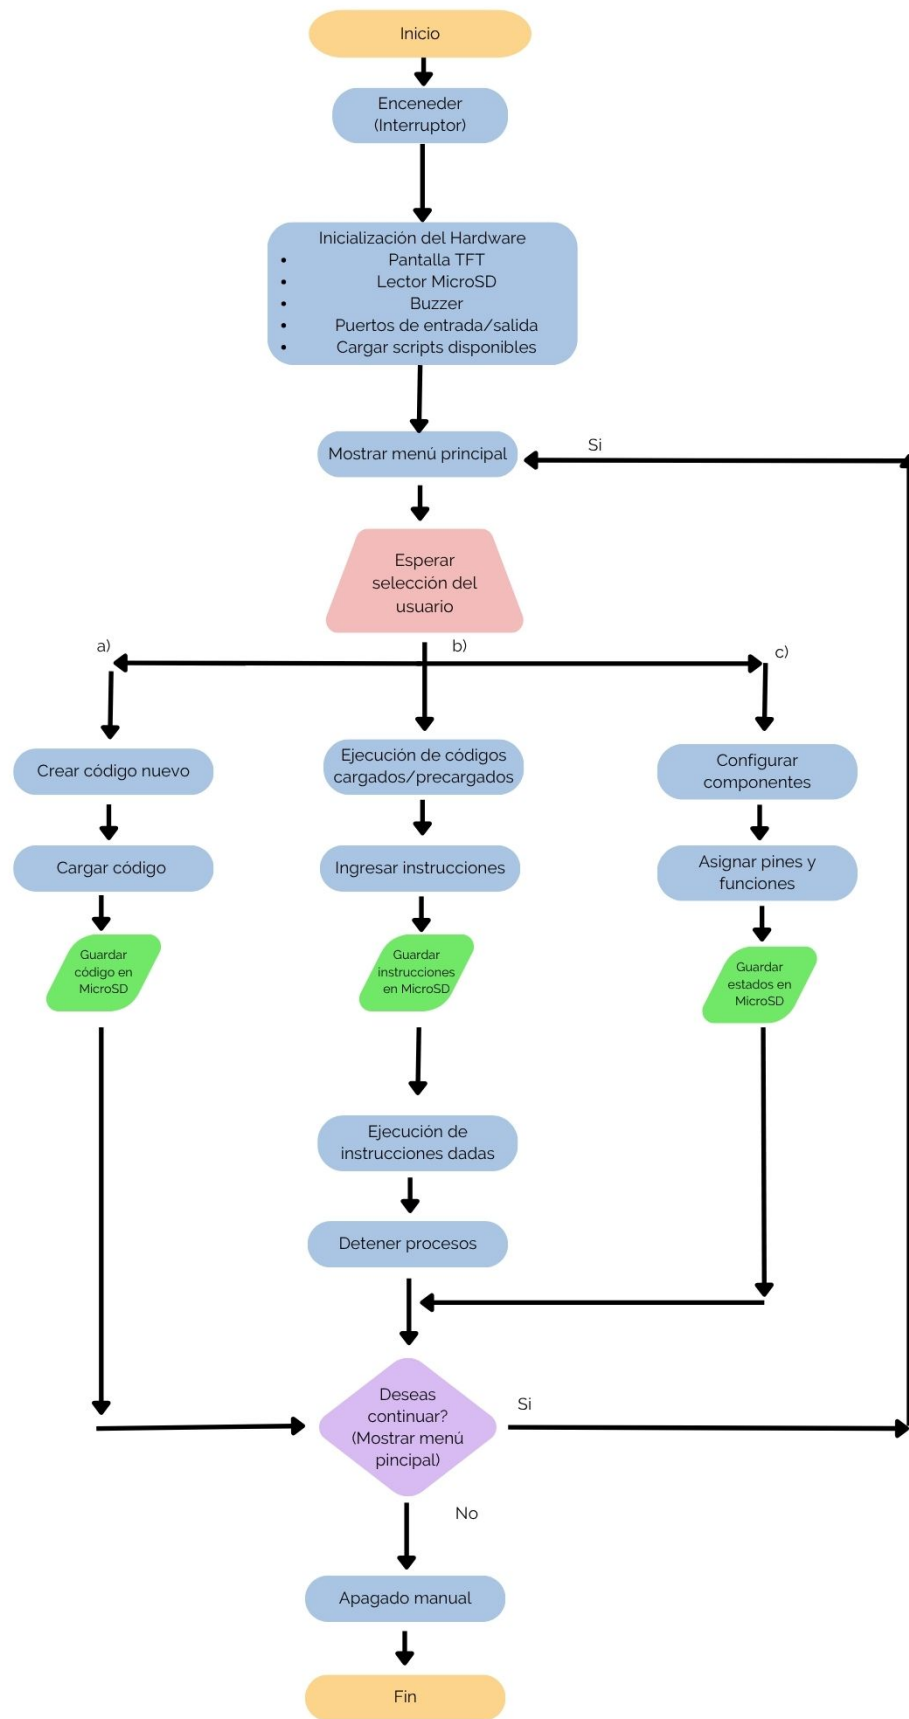 Inicio
Enceneder
(Interruptor)
Inicialización del Hardware
• Pantalla TFT
• Lector MicroSD
• Buzzer
• Puertos de entrada/salida
• Cargar scripts disponibles
Mostrar menú principal
Si
Esperar
selección del
usuario
a)
b)
c)
Crear código nuevo
Cargar código
Guardar
código en
MicroSD
Ejecución de códigos
cargados/precargados
Ingresar instrucciones
Guardar
instrucciones
en MicroSD
Ejecución de
instrucciones dadas
Detener procesos
Configurar
componentes
Asignar pines y
funciones
Guardar
estados en
MicroSD
Deseas
continuar?
(Mostrar menú
pincipal)
Si
No
Apagado manual
Fin